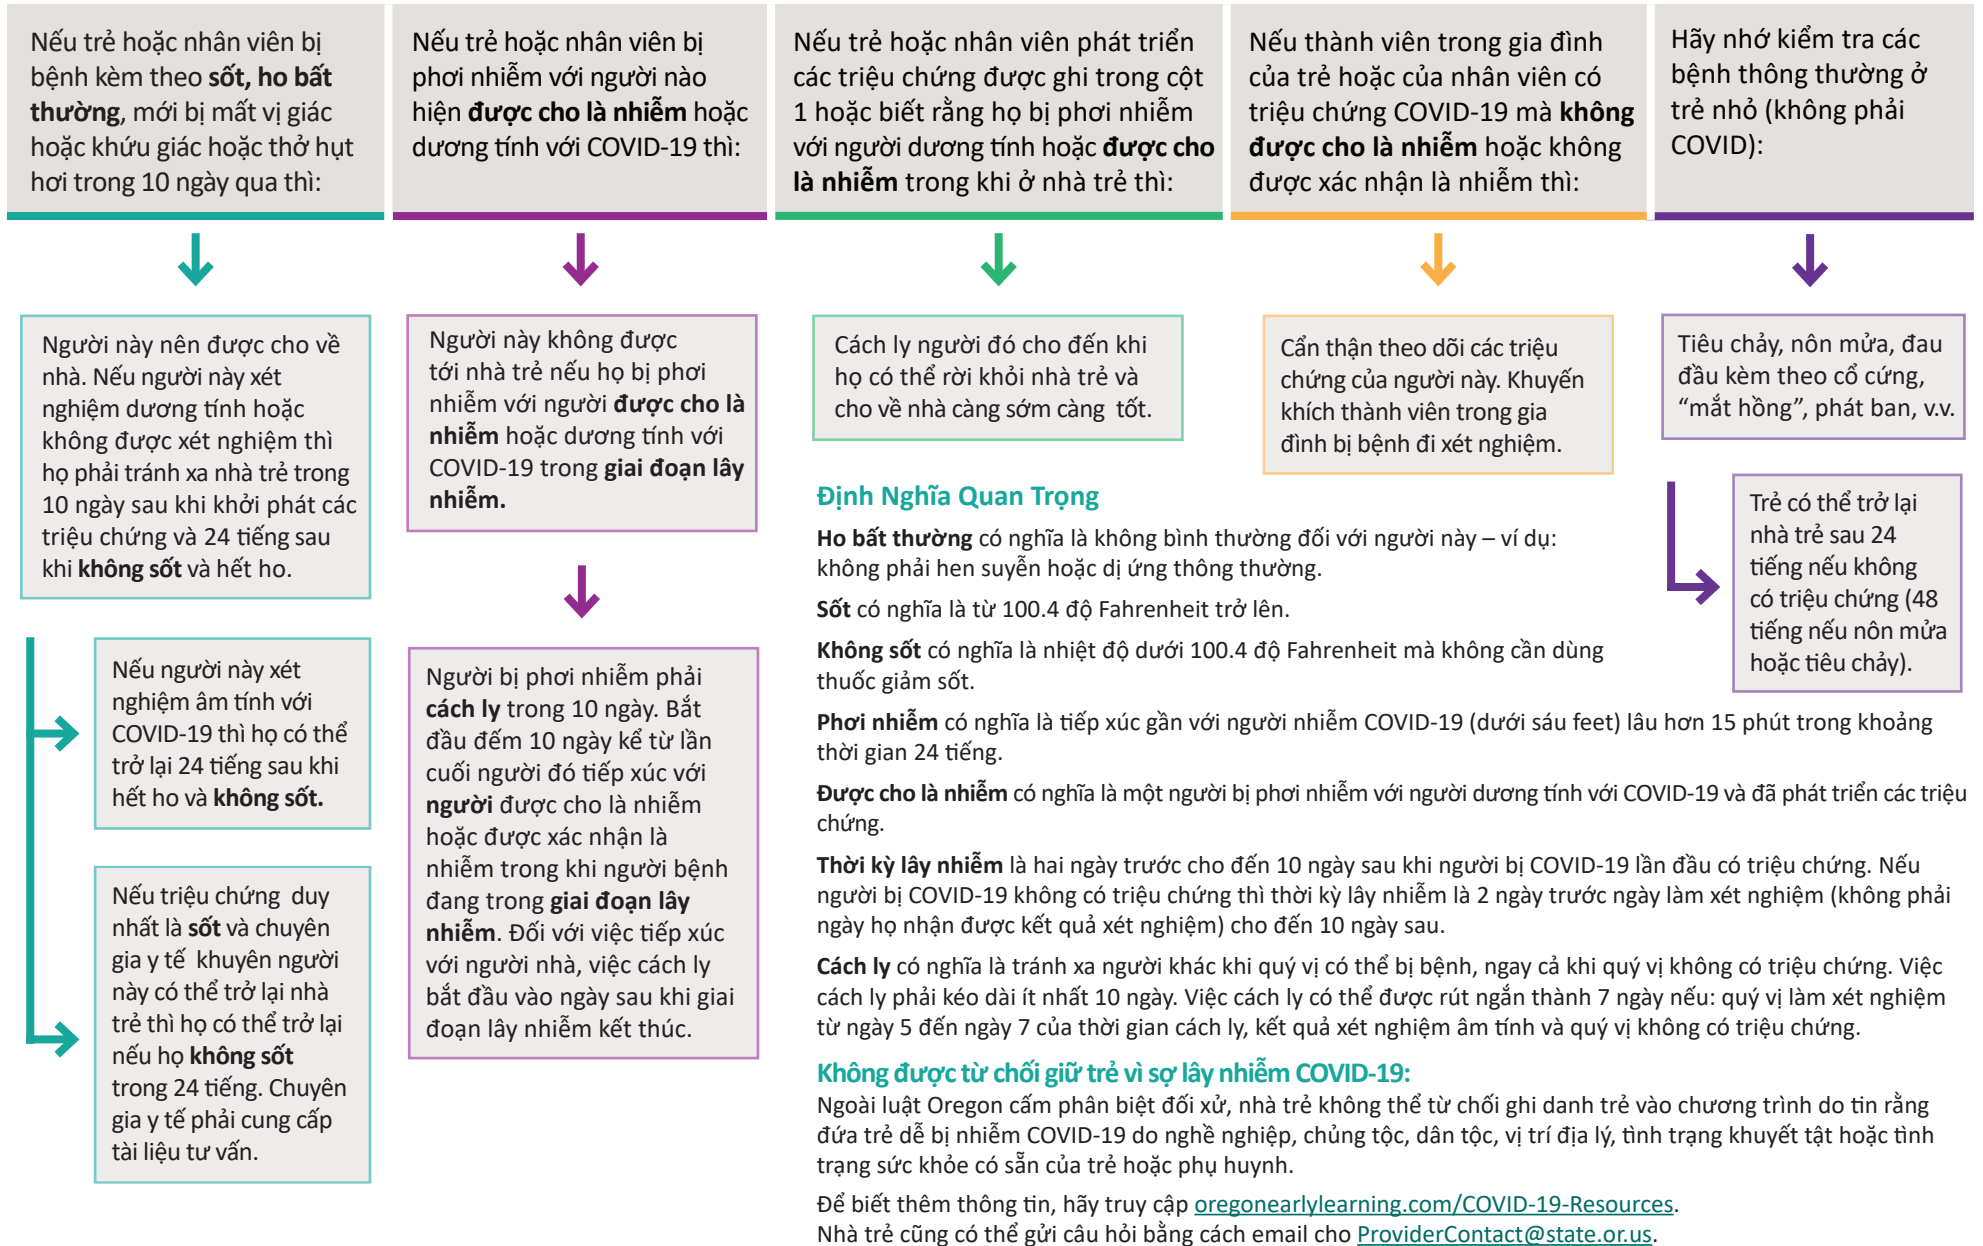 Nếu trẻ hoặc nhân viên bị
bệnh kèm theo sốt, ho bất
thường, mới bị mất vị giác
hoặc khứu giác hoặc thở hụt
hơi trong 10 ngày qua thì:
Người này nên được cho về
nhà. Nếu người này xét
nghiệm dương tính hoặc
không được xét nghiệm thì
họ phải tránh xa nhà trẻ trong
10 ngày sau khi khởi phát các
triệu chứng và 24 tiếng sau
khi không sốt và hết ho.
Nếu người này xét
nghiệm âm tính với
COVID-19 thì họ có thể
trở lại 24 tiếng sau khi
hết ho và không sốt.
Nếu triệu chứng duy
nhất là sốt và chuyên
gia y tế khuyên người
này có thể trở lại nhà
trẻ thì họ có thể trở lại
nếu họ không sốt
trong 24 tiếng. Chuyên
gia y tế phải cung cấp
tài liệu tư vấn.
Nếu trẻ hoặc nhân viên bị
phơi nhiễm với người nào
hiện được cho là nhiễm hoặc
dương tính với COVID-19 thì:
Người này không được
tới nhà trẻ nếu họ bị phơi
nhiễm với người được cho là
nhiễm hoặc dương tính với
COVID-19 trong giai đoạn lây
nhiễm.
Người bị phơi nhiễm phải
cách ly trong 10 ngày. Bắt
đầu đếm 10 ngày kể từ lần
cuối người đó tiếp xúc với
người được cho là nhiễm
hoặc được xác nhận là
nhiễm trong khi người bệnh
đang trong giai đoạn lây
nhiễm. Đối với việc tiếp xúc
với người nhà, việc cách ly
bắt đầu vào ngày sau khi giai
đoạn lây nhiễm kết thúc.
Nếu trẻ hoặc nhân viên phát triển
các triệu chứng được ghi trong cột
1 hoặc biết rằng họ bị phơi nhiễm
với người dương tính hoặc được cho
là nhiễm trong khi ở nhà trẻ thì:
Cách ly người đó cho đến khi
họ có thể rời khỏi nhà trẻ và
cho về nhà càng sớm càng tốt.
Nếu thành viên trong gia đình
của trẻ hoặc của nhân viên có
triệu chứng COVID-19 mà không
được cho là nhiễm hoặc không
được xác nhận là nhiễm thì:
Cẩn thận theo dõi các triệu
chứng của người này. Khuyến
khích thành viên trong gia
đình bị bệnh đi xét nghiệm.
Hãy nhớ kiểm tra các
bệnh thông thường ở
trẻ nhỏ (không phải
COVID):
Tiêu chảy, nôn mửa, đau
đầu kèm theo cổ cứng,
“mắt hồng”, phát ban, v.v.
Trẻ có thể trở lại
nhà trẻ sau 24
tiếng nếu không
có triệu chứng (48
tiếng nếu nôn mửa
hoặc tiêu chảy).
Định Nghĩa Quan Trọng
Ho bất thường có nghĩa là không bình thường đối với người này – ví dụ:
không phải hen suyễn hoặc dị ứng thông thường.
Sốt có nghĩa là từ 100.4 độ Fahrenheit trở lên.
Không sốt có nghĩa là nhiệt độ dưới 100.4 độ Fahrenheit mà không cần dùng
thuốc giảm sốt.
Phơi nhiễm có nghĩa là tiếp xúc gần với người nhiễm COVID-19 (dưới sáu feet) lâu hơn 15 phút trong khoảng
thời gian 24 tiếng.
Được cho là nhiễm có nghĩa là một người bị phơi nhiễm với người dương tính với COVID-19 và đã phát triển các triệu
chứng.
Thời kỳ lây nhiễm là hai ngày trước cho đến 10 ngày sau khi người bị COVID-19 lần đầu có triệu chứng. Nếu
người bị COVID-19 không có triệu chứng thì thời kỳ lây nhiễm là 2 ngày trước ngày làm xét nghiệm (không phải
ngày họ nhận được kết quả xét nghiệm) cho đến 10 ngày sau.
Cách ly có nghĩa là tránh xa người khác khi quý vị có thể bị bệnh, ngay cả khi quý vị không có triệu chứng. Việc
cách ly phải kéo dài ít nhất 10 ngày. Việc cách ly có thể được rút ngắn thành 7 ngày nếu: quý vị làm xét nghiệm
từ ngày 5 đến ngày 7 của thời gian cách ly, kết quả xét nghiệm âm tính và quý vị không có triệu chứng.
Không được từ chối giữ trẻ vì sợ lây nhiễm COVID-19:
Ngoài luật Oregon cấm phân biệt đối xử, nhà trẻ không thể từ chối ghi danh trẻ vào chương trình do tin rằng
đứa trẻ dễ bị nhiễm COVID-19 do nghề nghiệp, chủng tộc, dân tộc, vị trí địa lý, tình trạng khuyết tật hoặc tình
trạng sức khỏe có sẵn của trẻ hoặc phụ huynh.
Để biết thêm thông tin, hãy truy cập oregonearlylearning.com/COVID-19-Resources.
Nhà trẻ cũng có thể gửi câu hỏi bằng cách email cho ProviderContact@state.or.us.